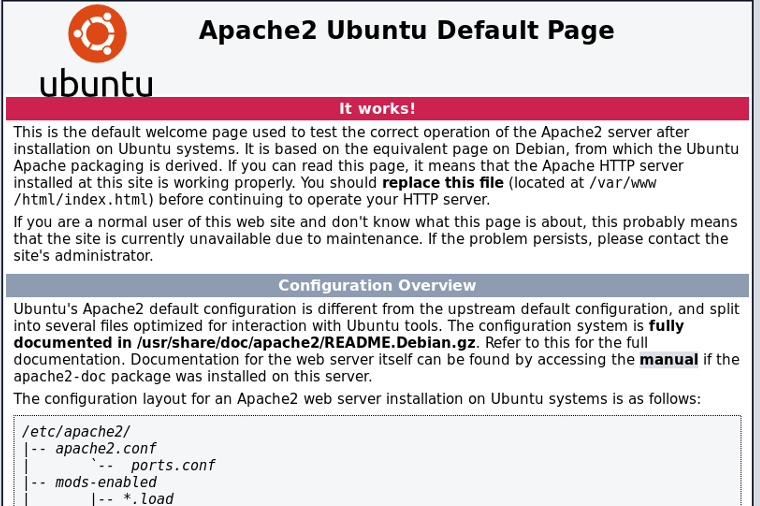 ubuntu
Apache2 Ubuntu Default Page
It works!
This is the default welcome page used to test the correct operation of the Apache2 server after
installation on Ubuntu systems. It is based on the equivalent page on Debian, from which the Ubuntu
Apache packaging is derived. If you can read this page, it means that the Apache HTTP server
installed at this site is working properly. You should replace this file (located at /var/www
/html/index.html) before continuing to operate your HTTP server.
If you are a normal user of this web site and don't know what this page is about, this probably means
that the site is currently unavailable due to maintenance. If the problem persists, please contact the
site's administrator.
Configuration Overview
Ubuntu's Apache2 default configuration is different from the upstream default configuration, and split
into several files optimized for interaction with Ubuntu tools. The configuration system is fully
documented in /usr/share/doc/apache2/README.Debian.gz. Refer to this for the full
documentation. Documentation for the web server itself can be found by accessing the manual if the
apache2-doc package was installed on this server.
The configuration layout for an Apache2 web server installation on Ubuntu systems is as follows:
/etc/apache2/
|-- apache2.conf
|       `--  ports.conf
|-- mods-enabled
|       |-- *.load